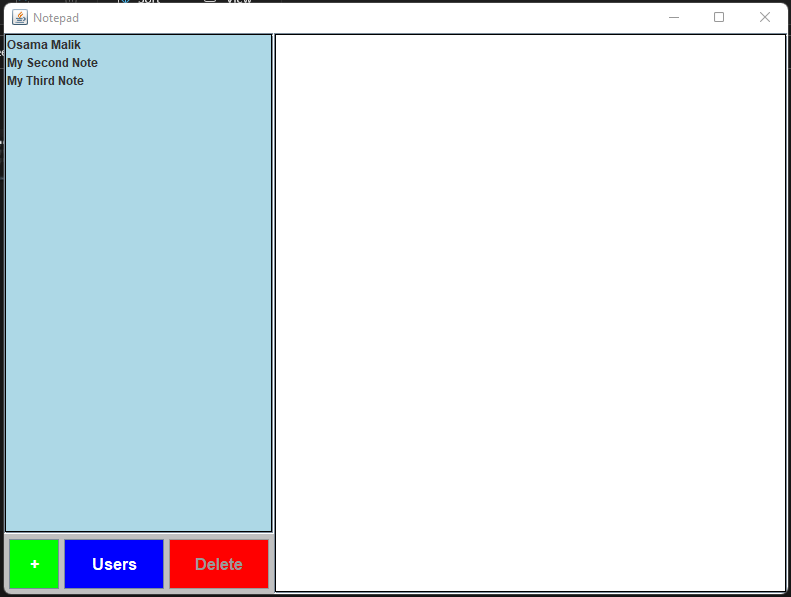 Notepad
Osama Malik
My Second Note
My Third Note
+
Users
Delete